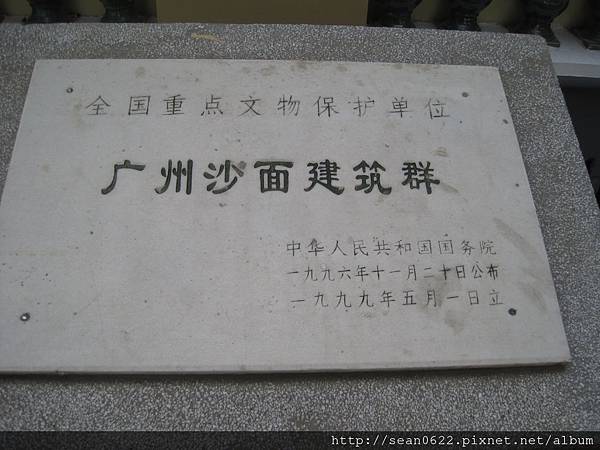 全国重点文物保护单位
广州沙面建筑群
中华人民共和国国务院
一九九六年十一月二十日公布
一九九九年五月一日立
http://sean0622.pixnet.net/album